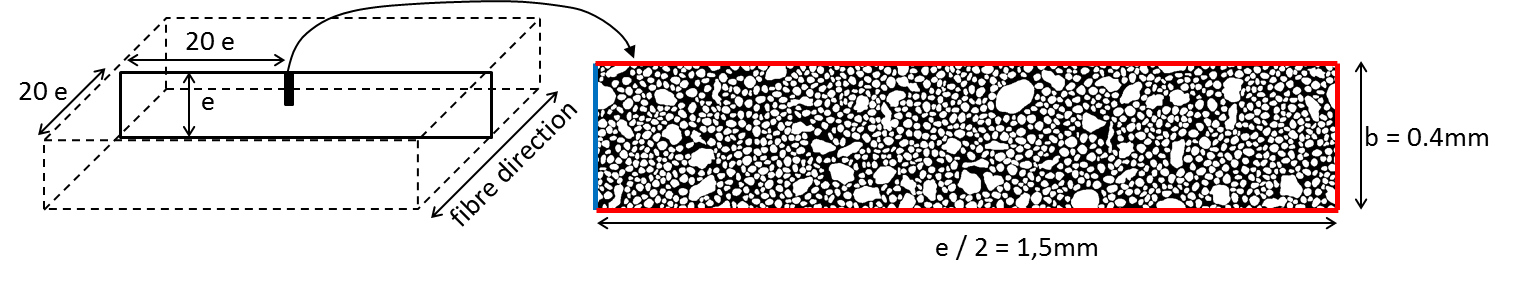 20 e
20 e
e
fibre direction
b = 0.4mm
e / 2 = 1,5mm